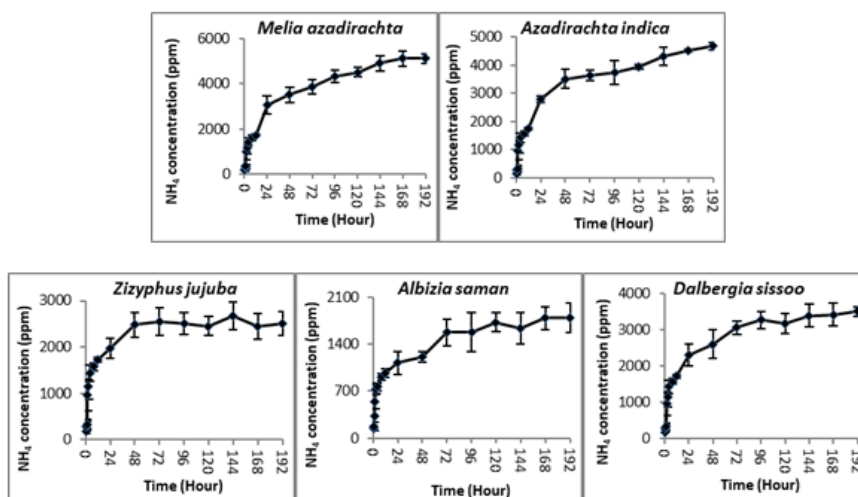 Melia azadirachta
NH₄ concentration (ppm)
6000
4000
2000
0
0 24 48 72 96 120 144 168 192
Time (Hour)
Azadirachta indica
NH₄ concentration (ppm)
5000
4000
3000
2000
1000
0
0 24 48 72 96 120 144 168 192
Time (Hour)
Zizyphus jujuba
NH₄ concentration (ppm)
3000
2000
1000
0
0 24 48 72 96 120 144 168 192
Time (Hour)
Albizia saman
NH₄ concentration (ppm)
2100
1400
700
0
0 24 48 72 96 120 144 168 192
Time (Hour)
Dalbergia sissoo
NH₄ concentration (ppm)
4000
3000
2000
1000
0
0 24 48 72 96 120 144 168 192
Time (Hour)